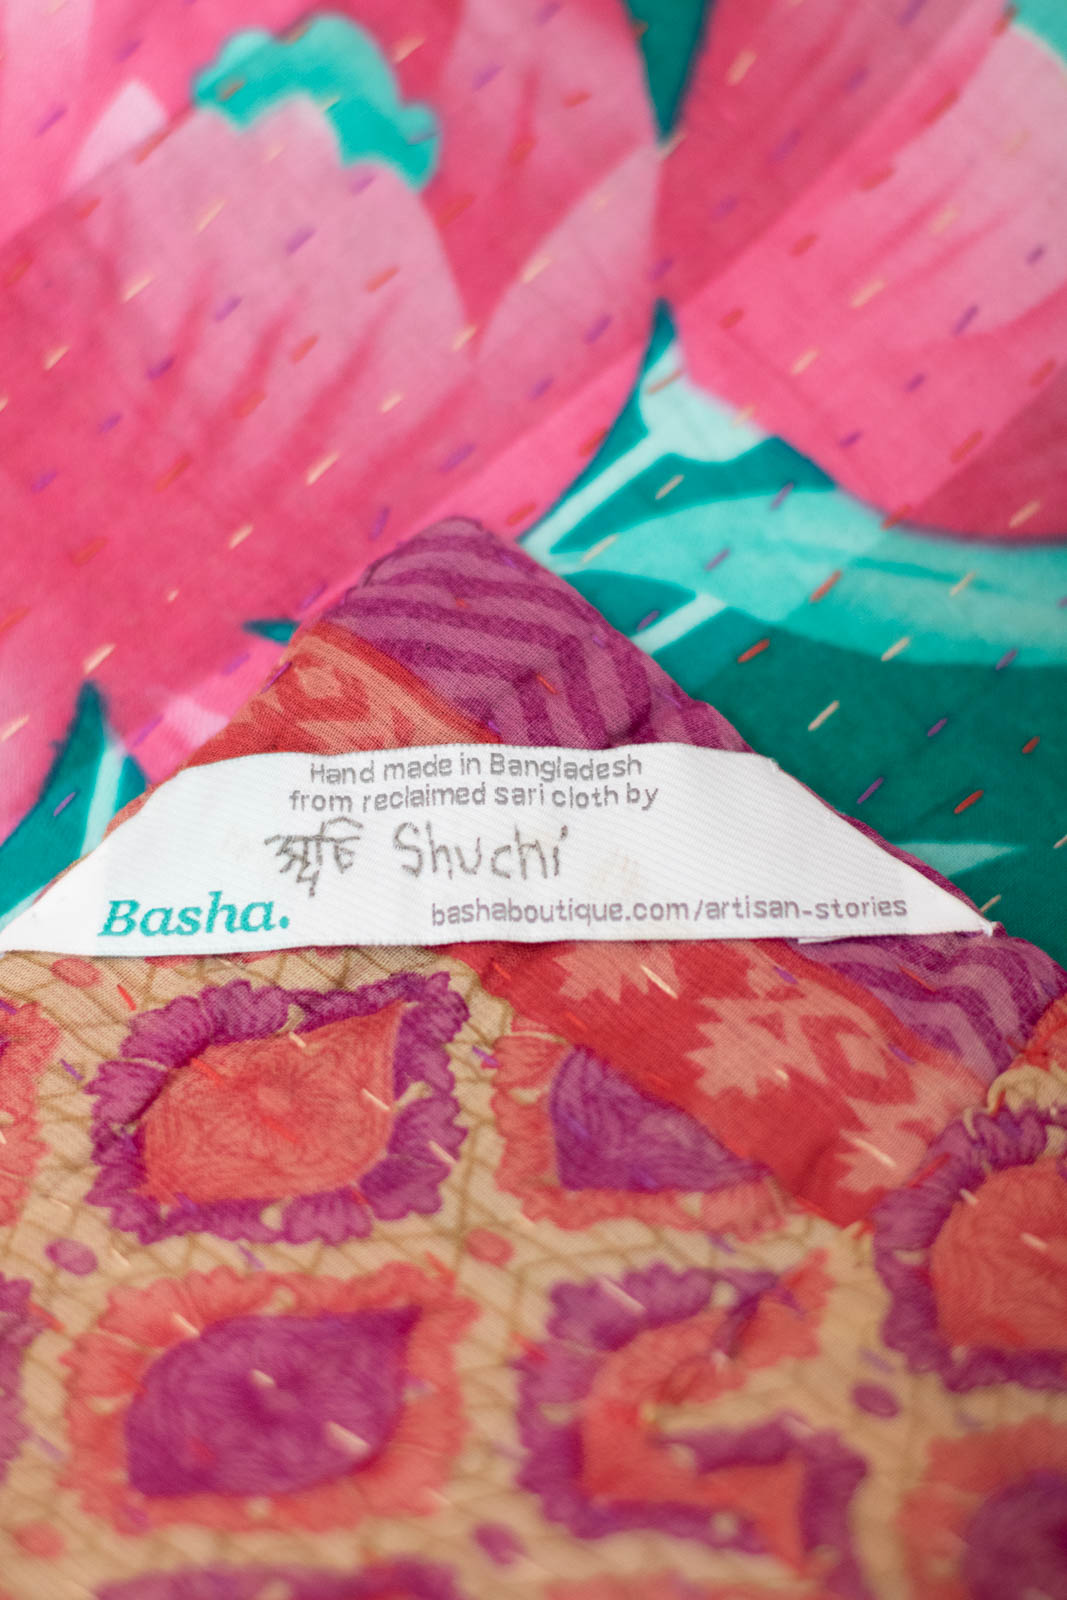 Hand made in Bangladesh
from reclaimed sari cloth by
সূচি Shuchi
Basha.
bashaboutique.com/artisan-stories